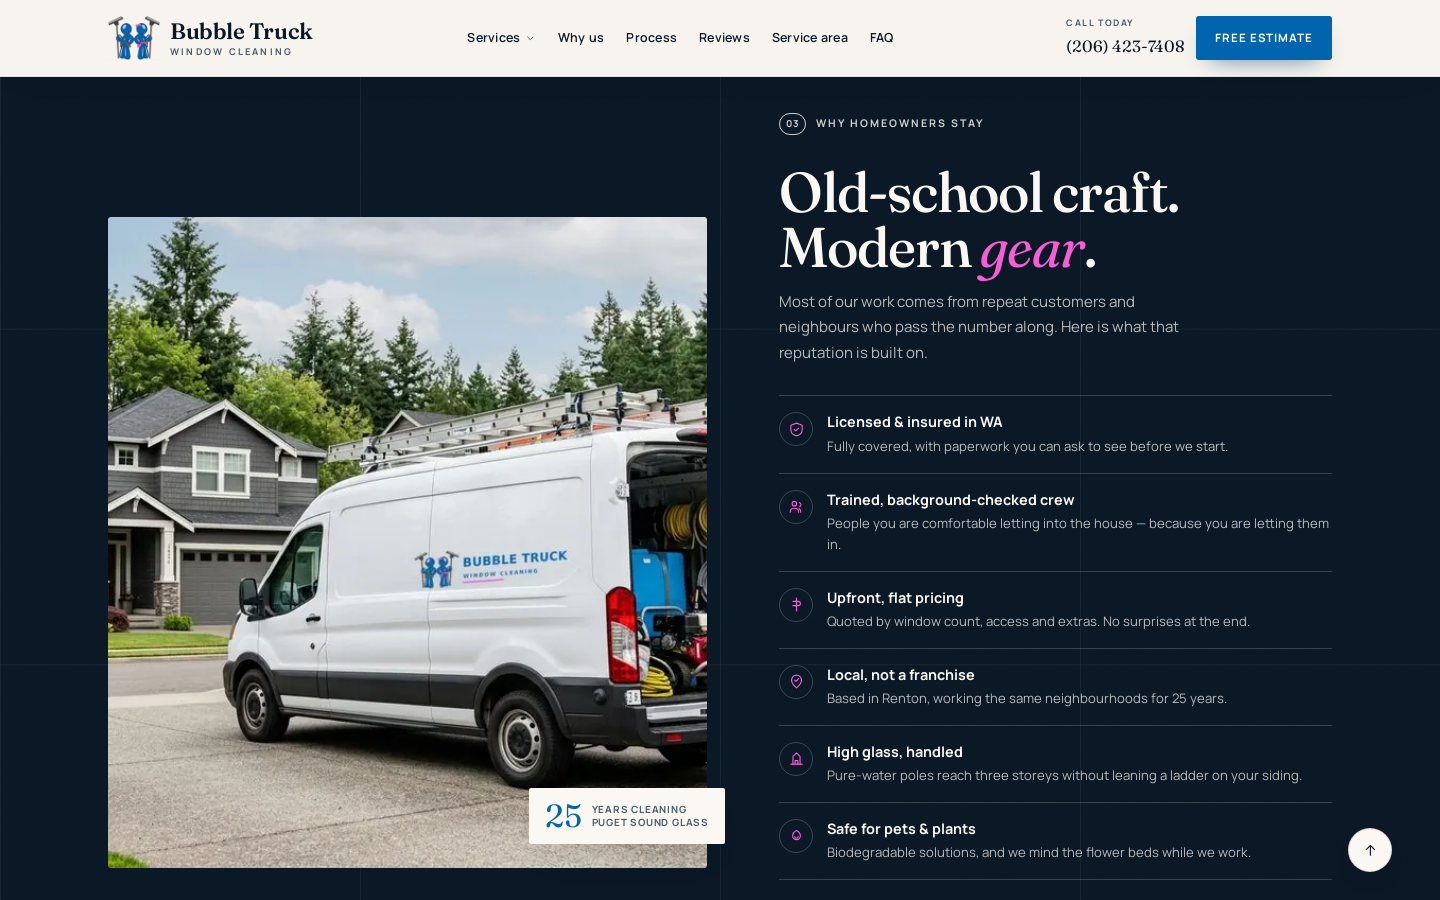 Bubble Truck
WINDOW CLEANING
Services
Why us
Process
Reviews
Service area
FAQ
CALL TODAY
(206) 423-7408
FREE ESTIMATE
03
WHY HOMEOWNERS STAY
Old-school craft.
Modern gear.
Most of our work comes from repeat customers and
neighbours who pass the number along. Here is what that
reputation is built on.
Licensed & insured in WA
Fully covered, with paperwork you can ask to see before we start.
Trained, background-checked crew
People you are comfortable letting into the house — because you are letting them
in.
Upfront, flat pricing
Quoted by window count, access and extras. No surprises at the end.
Local, not a franchise
Based in Renton, working the same neighbourhoods for 25 years.
High glass, handled
Pure-water poles reach three storeys without leaning a ladder on your siding.
Safe for pets & plants
Biodegradable solutions, and we mind the flower beds while we work.
BUBBLE TRUCK
WINDOW CLEANING
25
YEARS CLEANING
PUGET SOUND GLASS